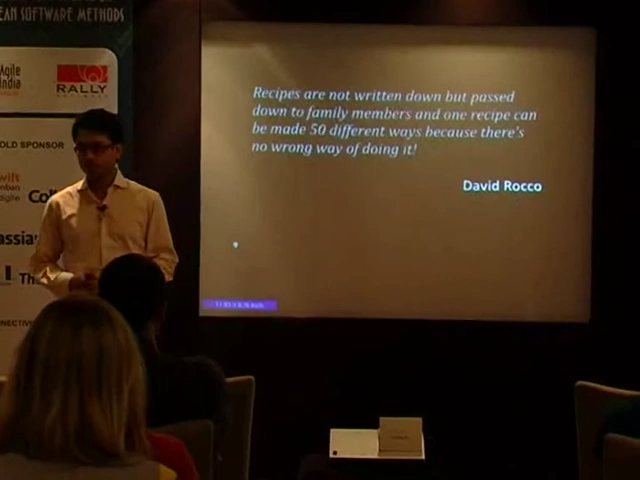 EAN SOFTWARE METHODS
Agile
India
RALLY
SOFTWARE
OLD SPONSOR
wift
Recipes are not written down but passed
down to family members and one recipe can
be made 50 different ways because there's
no wrong way of doing it!
David Rocco